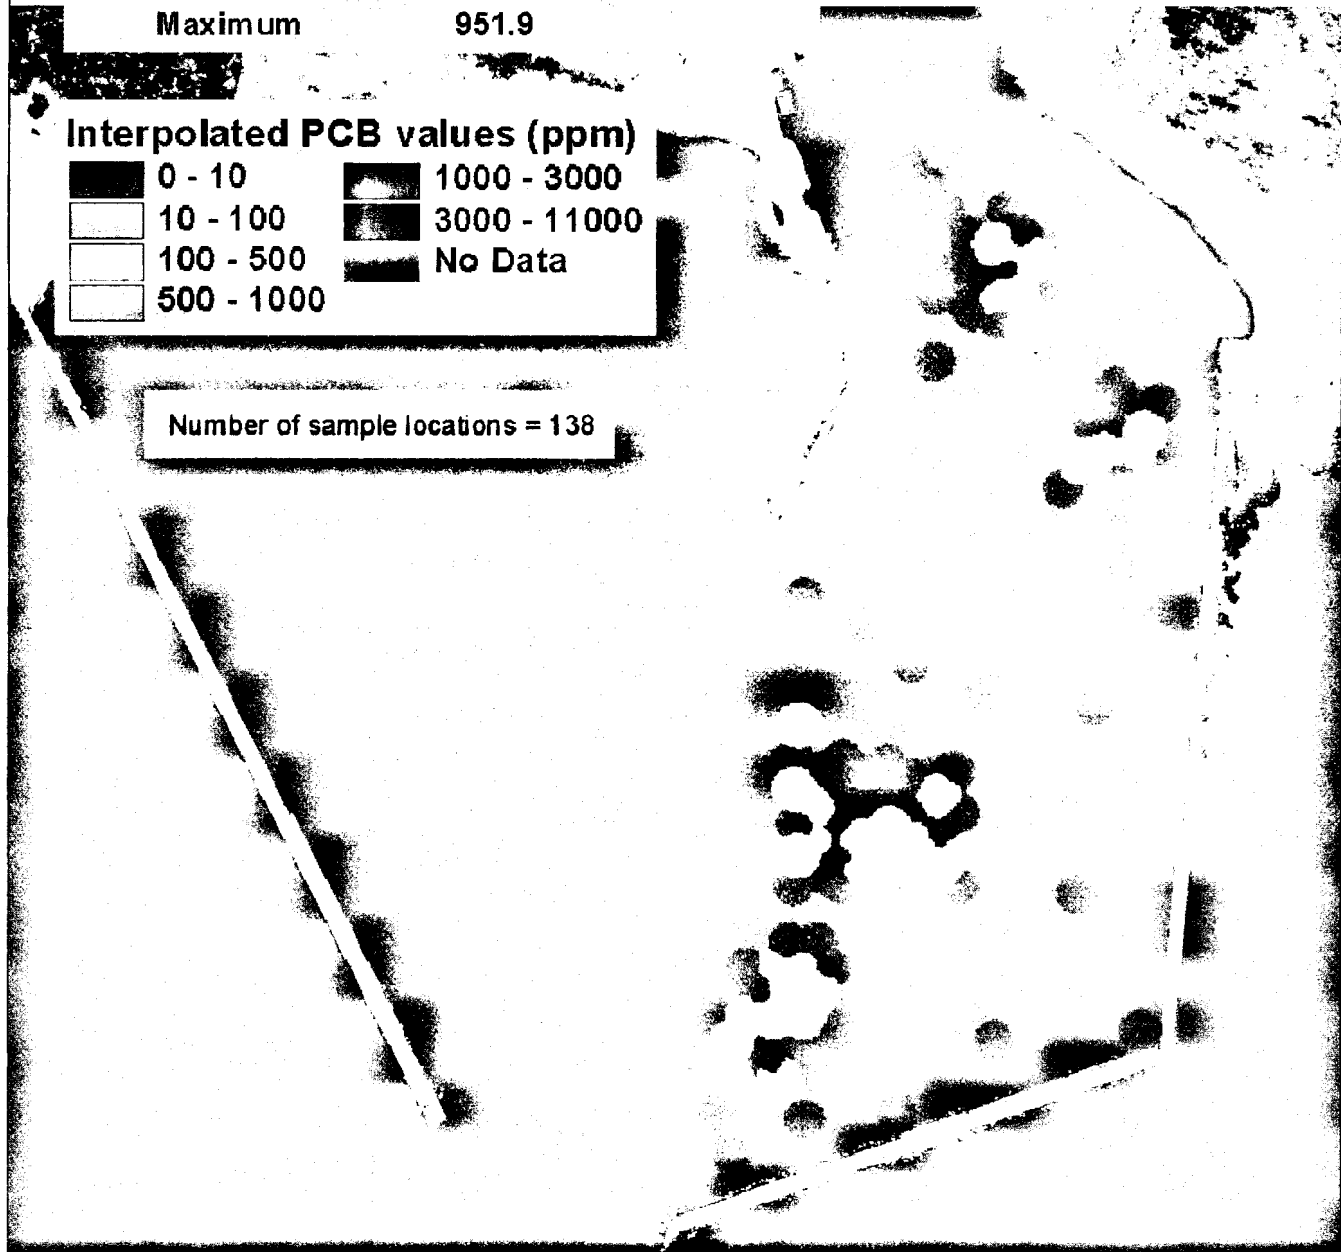 Maximum 951.9
Interpolated PCB values (ppm)
0 - 10
10 - 100
100 - 500
500 - 1000
1000 - 3000
3000 - 11000
No Data
Number of sample locations = 138